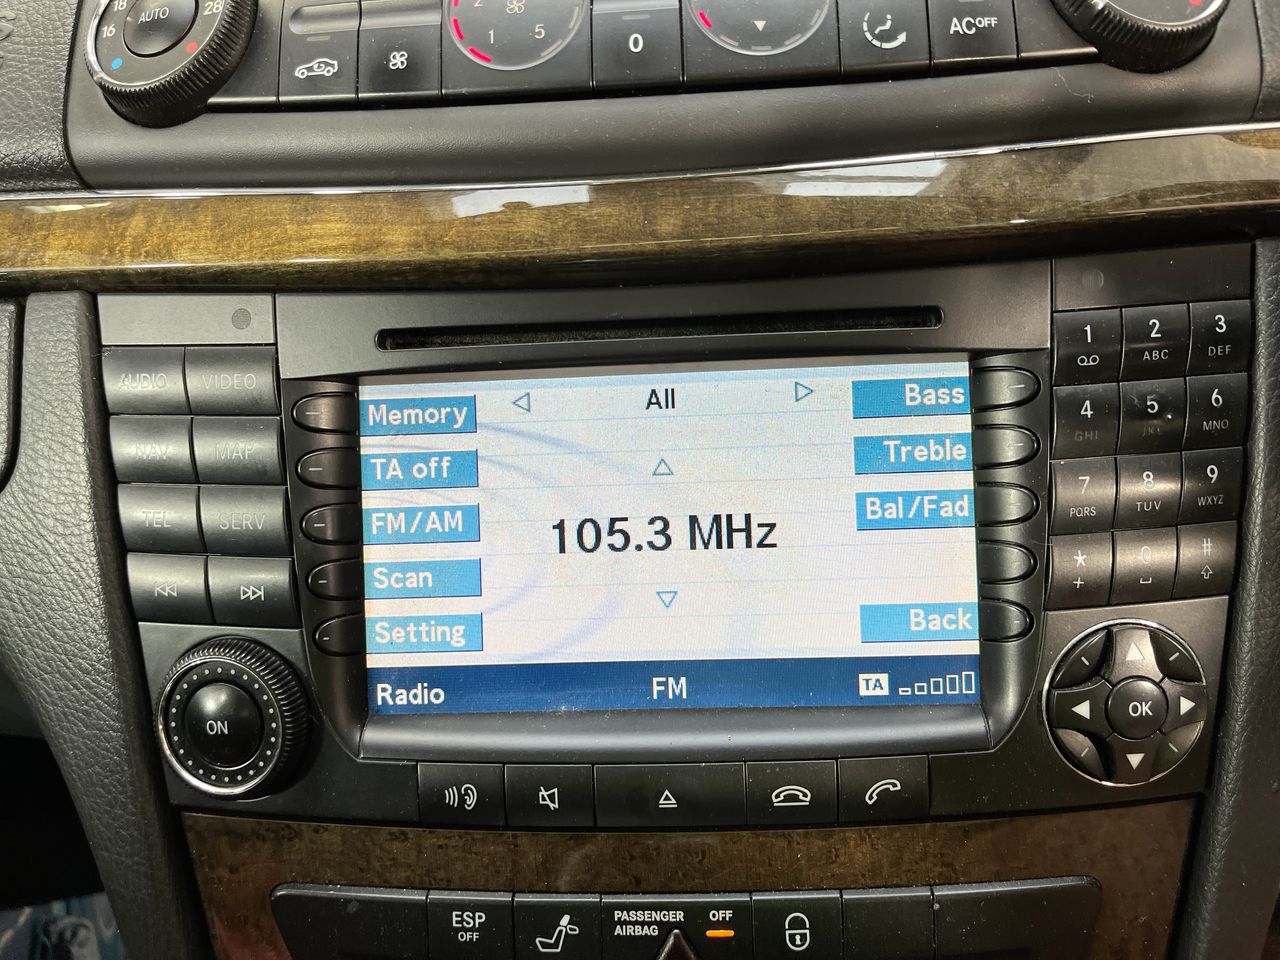 18
16
AUTO
28
2
1
5
0
AC OFF
AUDIO
VIDEO
NAV
MAP
TEL
SERV
ON
Memory
TA off
FM/AM
Scan
Setting
All
105.3 MHz
Bass
Treble
Bal/Fad
Back
Radio
FM
TA
1
2 ABC
3 DEF
4 GHI
5 JKL
6 MNO
7 PQRS
8 TUV
9 WXYZ
* +
0
#
OK
ESP
OFF
PASSENGER
AIRBAG
OFF